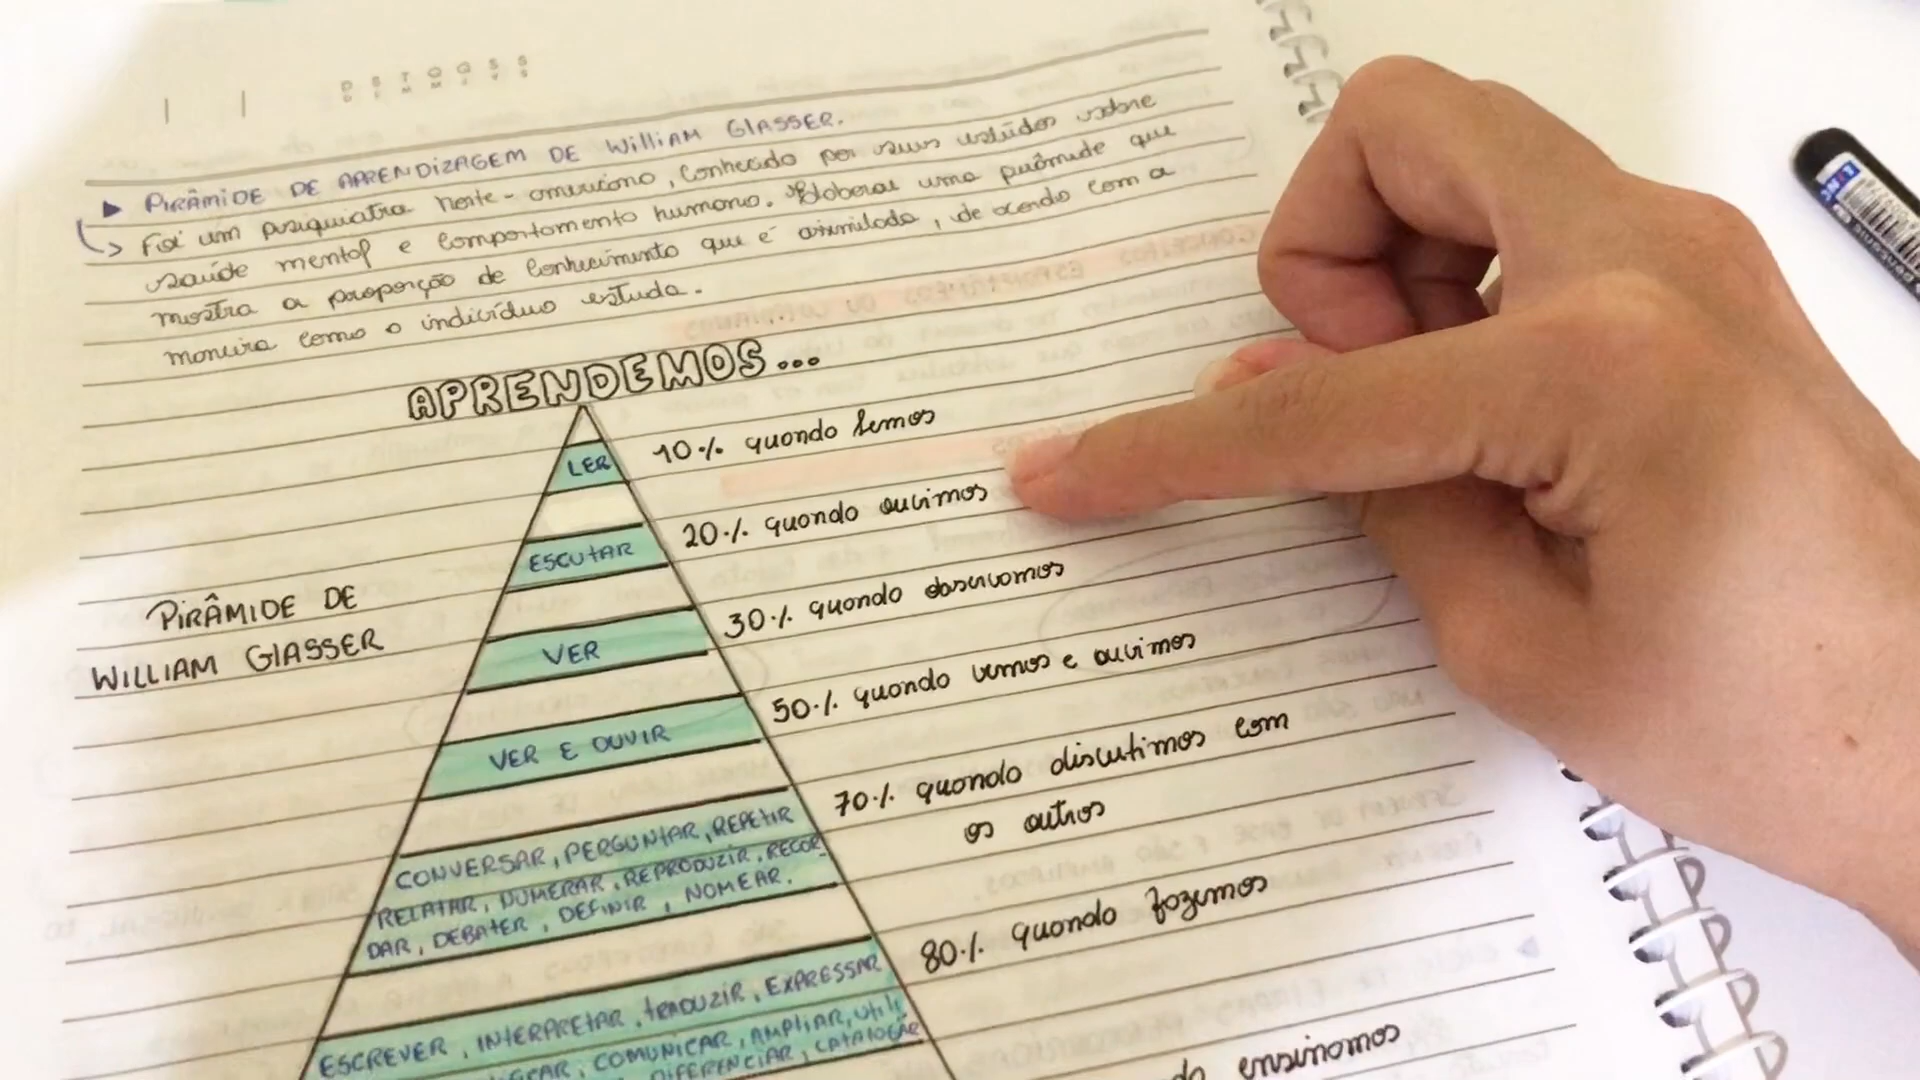 D S T Q Q S S
PIRÂMIDE DE APRENDIZAGEM DE WILLIAM GLASSER.
Foi um psiquiatra norte-americano, conhecido por seus estudos sobre
saúde mental e comportamento humano. Elaborou uma pirâmide que
mostra a proporção de conhecimento que é assimilado, de acordo com a
maneira como o indivíduo estuda.
APRENDEMOS...
LER
10% quando lemos
ESCUTAR
20% quando ouvimos
PIRÂMIDE DE
WILLIAM GLASSER
VER
30% quando observamos
VER E OUVIR
50% quando vemos e ouvimos
CONVERSAR, PERGUNTAR, REPETIR
RELATAR, NUMERAR, REPRODUZIR, RECOR-
DAR, DEBATER, DEFINIR, NOMEAR.
70% quando discutimos com
os outros
ESCREVER, INTERPRETAR, TRADUZIR, EXPRESSAR
COMUNICAR, AMPLIAR, UTILI
DIFERENCIAR, CATALOGAR
80% quando fazemos
ensinamos